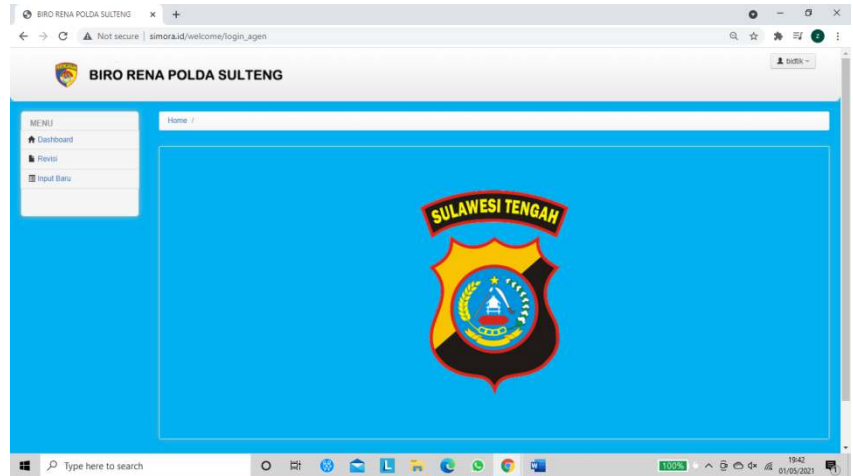 BIRO RENA POLDA SULTENG
Not secure
simora.id/welcome/login_agen
BIRO RENA POLDA SULTENG
bidtik
MENU
Dashboard
Revisi
Input Baru
Home /
SULAWESI TENGAH
Type here to search
100%
19:42
01/05/2021